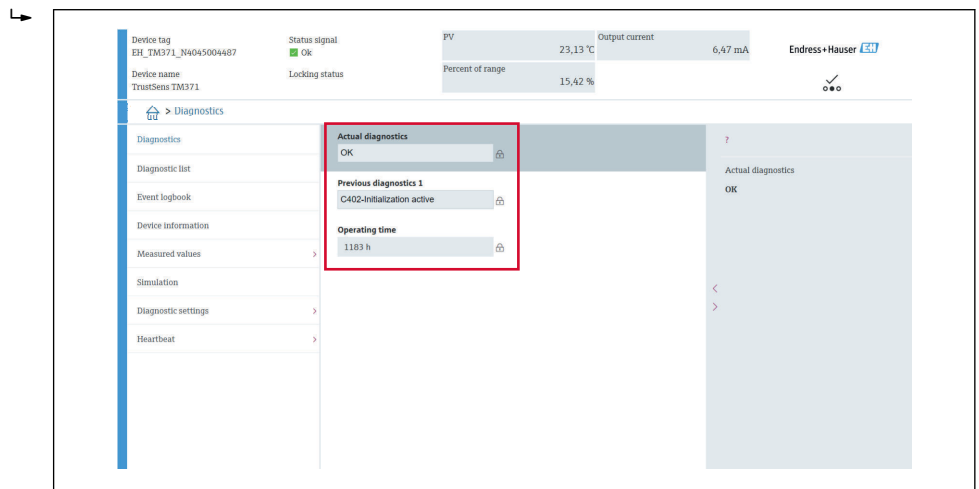 Device tag
EH_TM371_N4045004487
Status signal
Ok
PV
23,13 °C
Output current
6,47 mA
Endress+Hauser EH
Device name
TrustSens TM371
Locking status
Percent of range
15,42 %
> Diagnostics
Diagnostics
Diagnostic list
Event logbook
Device information
Measured values >
Simulation
Diagnostic settings >
Heartbeat >
Actual diagnostics
OK
Previous diagnostics 1
C402-Initialization active
Operating time
1183 h
?
Actual diagnostics
OK
<
>